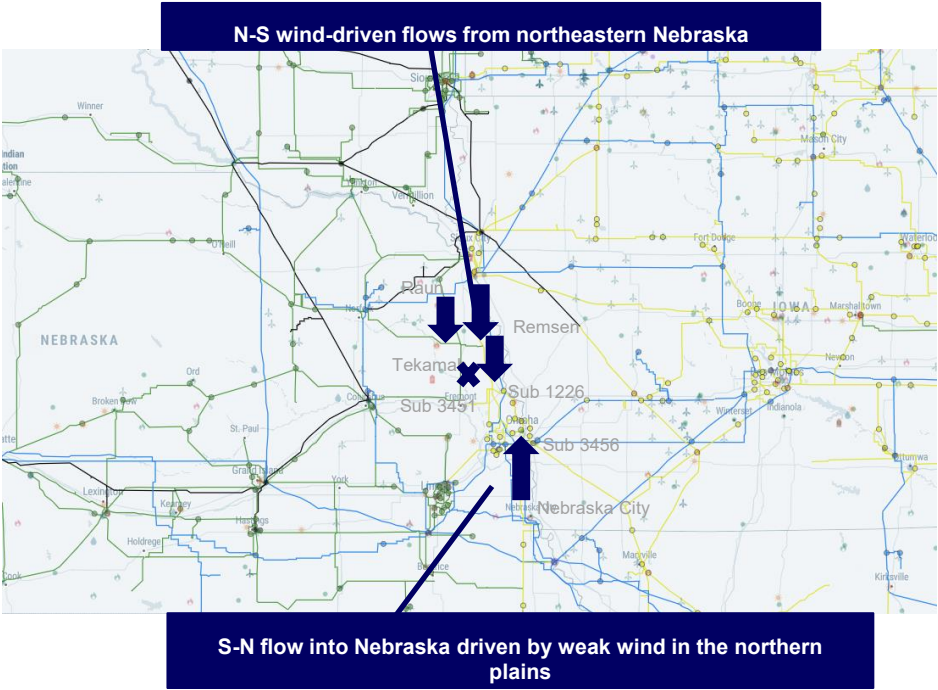 N-S wind-driven flows from northeastern Nebraska
Winner
Mason City
Vermillion
O'Neill
Sioux City
Fort Dodge
Waterloo
Raun
Norfolk
Boone
IOWA
Marshalltown
NEBRASKA
Remsen
Newton
Tekamah
Ord
Fremont
Sub 1226
Broken Bow
Columbus
Sub 3451
Winterset
Indianola
St. Paul
Omaha
Sub 3456
Ottumwa
Grand Island
York
Lexington
Kearney
Nebraska City
Hastings
Holdrege
Maryville
Beatrice
Kirksville
Cook
S-N flow into Nebraska driven by weak wind in the northern
plains